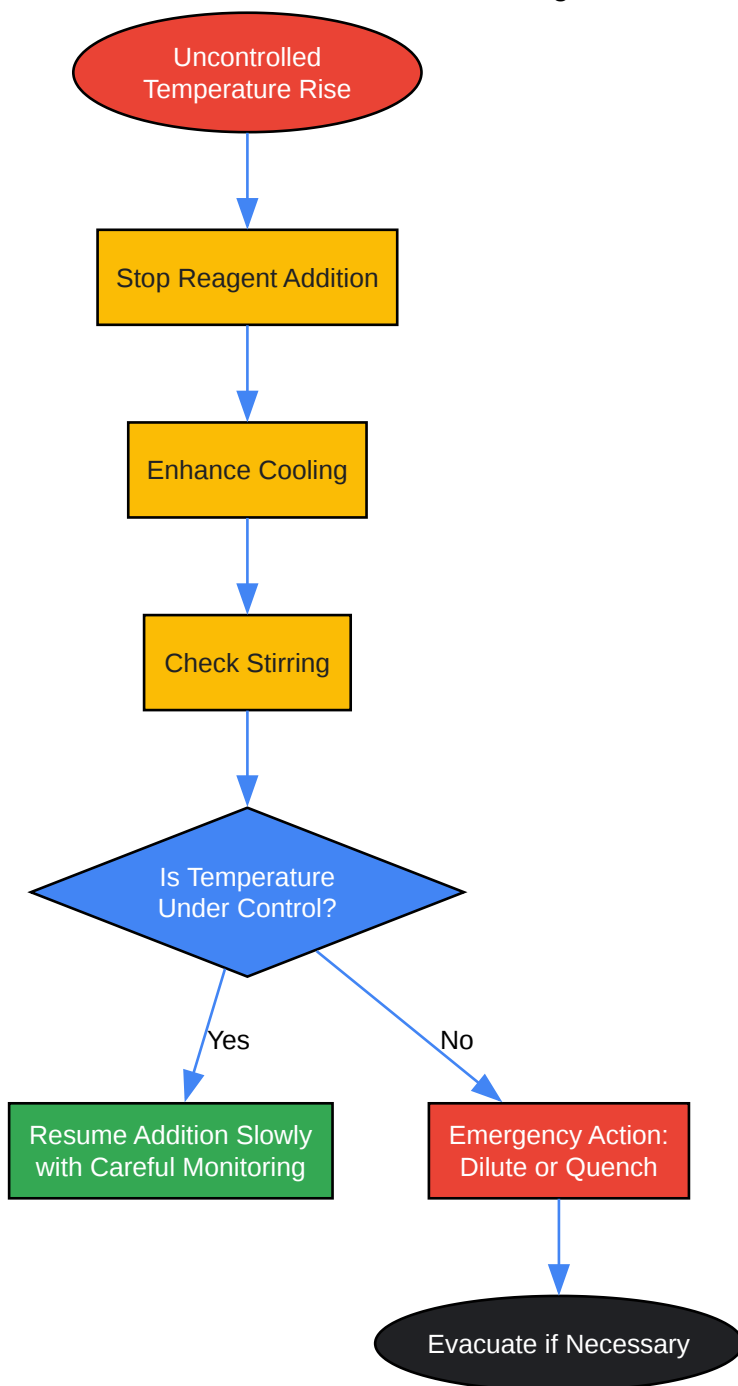 Uncontrolled
Temperature Rise
Stop Reagent Addition
Enhance Cooling
Check Stirring
Is Temperature
Under Control?
Yes
No
Resume Addition Slowly
with Careful Monitoring
Emergency Action:
Dilute or Quench
Evacuate if Necessary